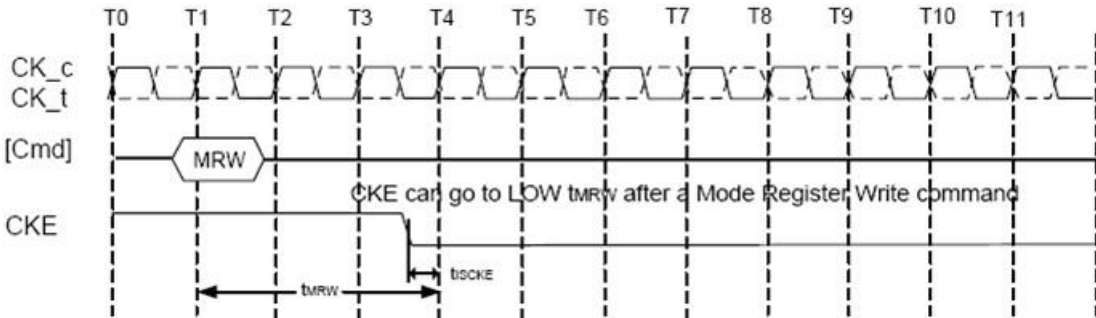 T0 T1 T2 T3 T4 T5 T6 T7 T8 T9 T10 T11
CK_c
CK_t
[Cmd] MRW
CKE can go to LOW tMRW after a Mode Register Write command
CKE
tISCKE
tMRW